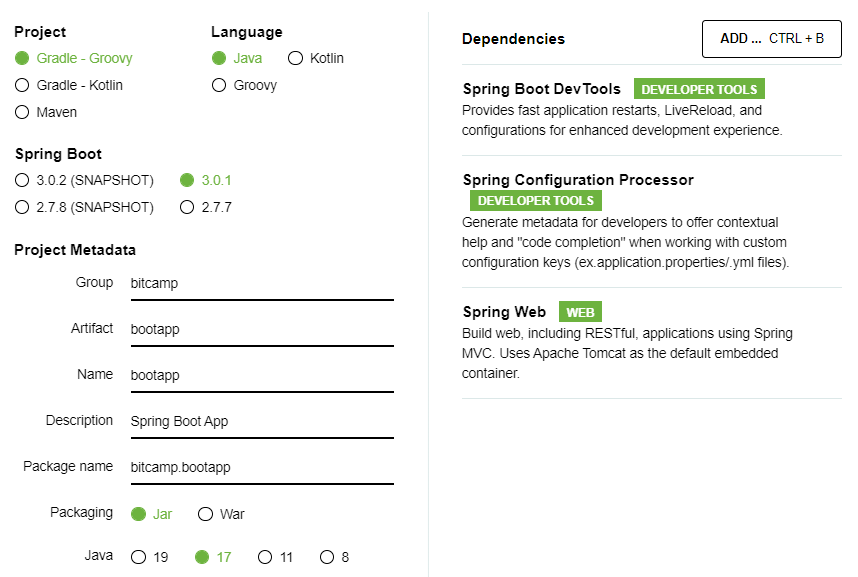 Project
Gradle - Groovy
Gradle - Kotlin
Maven
Language
Java Kotlin
Groovy
Spring Boot
3.0.2 (SNAPSHOT) 3.0.1
2.7.8 (SNAPSHOT) 2.7.7
Project Metadata
Group bitcamp
Artifact bootapp
Name bootapp
Description Spring Boot App
Package name bitcamp.bootapp
Packaging Jar War
Java 19 17 11 8
Dependencies
ADD ... CTRL + B
Spring Boot DevTools DEVELOPER TOOLS
Provides fast application restarts, LiveReload, and
configurations for enhanced development experience.
Spring Configuration Processor
DEVELOPER TOOLS
Generate metadata for developers to offer contextual
help and "code completion" when working with custom
configuration keys (ex.application.properties/.yml files).
Spring Web WEB
Build web, including RESTful, applications using Spring
MVC. Uses Apache Tomcat as the default embedded
container.